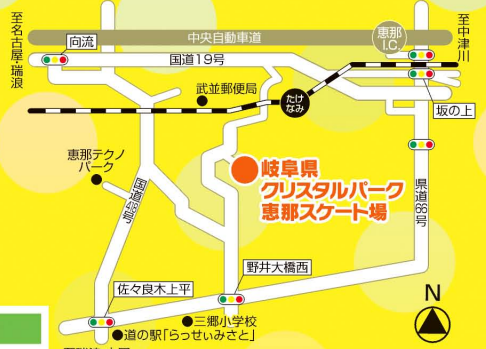 至名古屋・瑞浪
向流
中央自動車道
恵那
I.C.
至中津川
国道19号
武並郵便局
たけ
なみ
坂の上
恵那テクノ
パーク
岐阜県
クリスタルパーク
恵那スケート場
国道418号
県道68号
野井大橋西
佐々良木上平
三郷小学校
道の駅「らっせぃみさと」
N